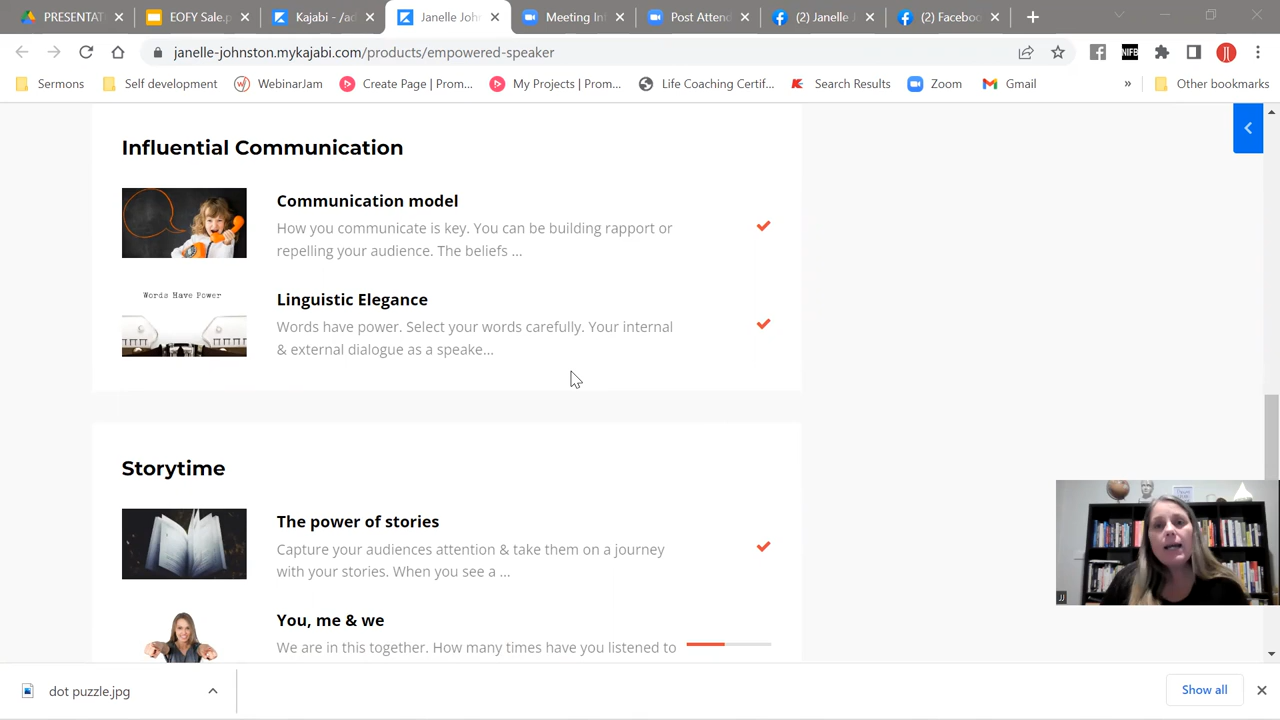 PRESENTAT
EOFY Sale.p
Kajabi - /ad
Janelle Joh
Meeting In
Post Attend
(2) Janelle J
(2) Facebo
janelle-johnston.mykajabi.com/products/empowered-speaker
NIFB
JJ
Sermons
Self development
WebinarJam
Create Page | Prom...
My Projects | Prom...
Life Coaching Certif...
Search Results
Zoom
Gmail
»
Other bookmarks
Influential Communication
Communication model
How you communicate is key. You can be building rapport or
repelling your audience. The beliefs ...
Words Have Power
Linguistic Elegance
Words have power. Select your words carefully. Your internal
& external dialogue as a speake...
Storytime
The power of stories
Capture your audiences attention & take them on a journey
with your stories. When you see a ...
You, me & we
We are in this together. How many times have you listened to
JJ
dot puzzle.jpg
Show all